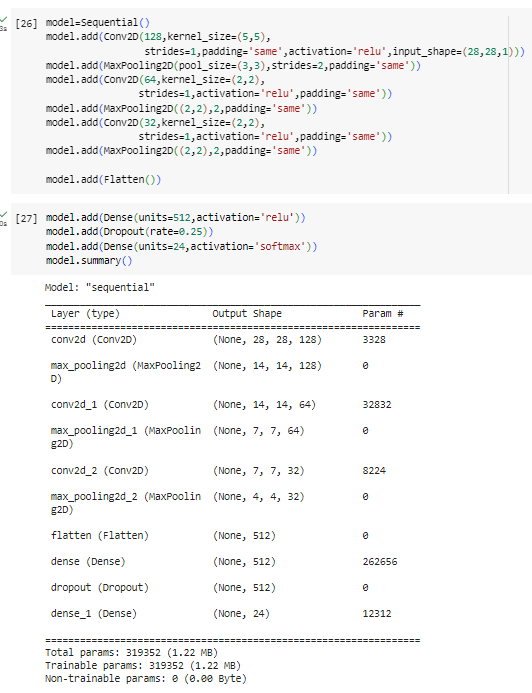 [26] model=Sequential()
model.add(Conv2D(128,kernel_size=(5,5),
strides=1,padding='same',activation='relu',input_shape=(28,28,1)))
model.add(MaxPooling2D(pool_size=(3,3),strides=2,padding='same'))
model.add(Conv2D(64,kernel_size=(2,2),
strides=1,activation='relu',padding='same'))
model.add(MaxPooling2D((2,2),2,padding='same'))
model.add(Conv2D(32,kernel_size=(2,2),
strides=1,activation='relu',padding='same'))
model.add(MaxPooling2D((2,2),2,padding='same'))
model.add(Flatten())
[27] model.add(Dense(units=512,activation='relu'))
model.add(Dropout(rate=0.25))
model.add(Dense(units=24,activation='softmax'))
model.summary()
Model: "sequential"
Layer (type) Output Shape Param #
conv2d (Conv2D) (None, 28, 28, 128) 3328
max_pooling2d (MaxPooling2 (None, 14, 14, 128) 0
D)
conv2d_1 (Conv2D) (None, 14, 14, 64) 32832
max_pooling2d_1 (MaxPoolin (None, 7, 7, 64) 0
g2D)
conv2d_2 (Conv2D) (None, 7, 7, 32) 8224
max_pooling2d_2 (MaxPoolin (None, 4, 4, 32) 0
g2D)
flatten (Flatten) (None, 512) 0
dense (Dense) (None, 512) 262656
dropout (Dropout) (None, 512) 0
dense_1 (Dense) (None, 24) 12312
Total params: 319352 (1.22 MB)
Trainable params: 319352 (1.22 MB)
Non-trainable params: 0 (0.00 Byte)